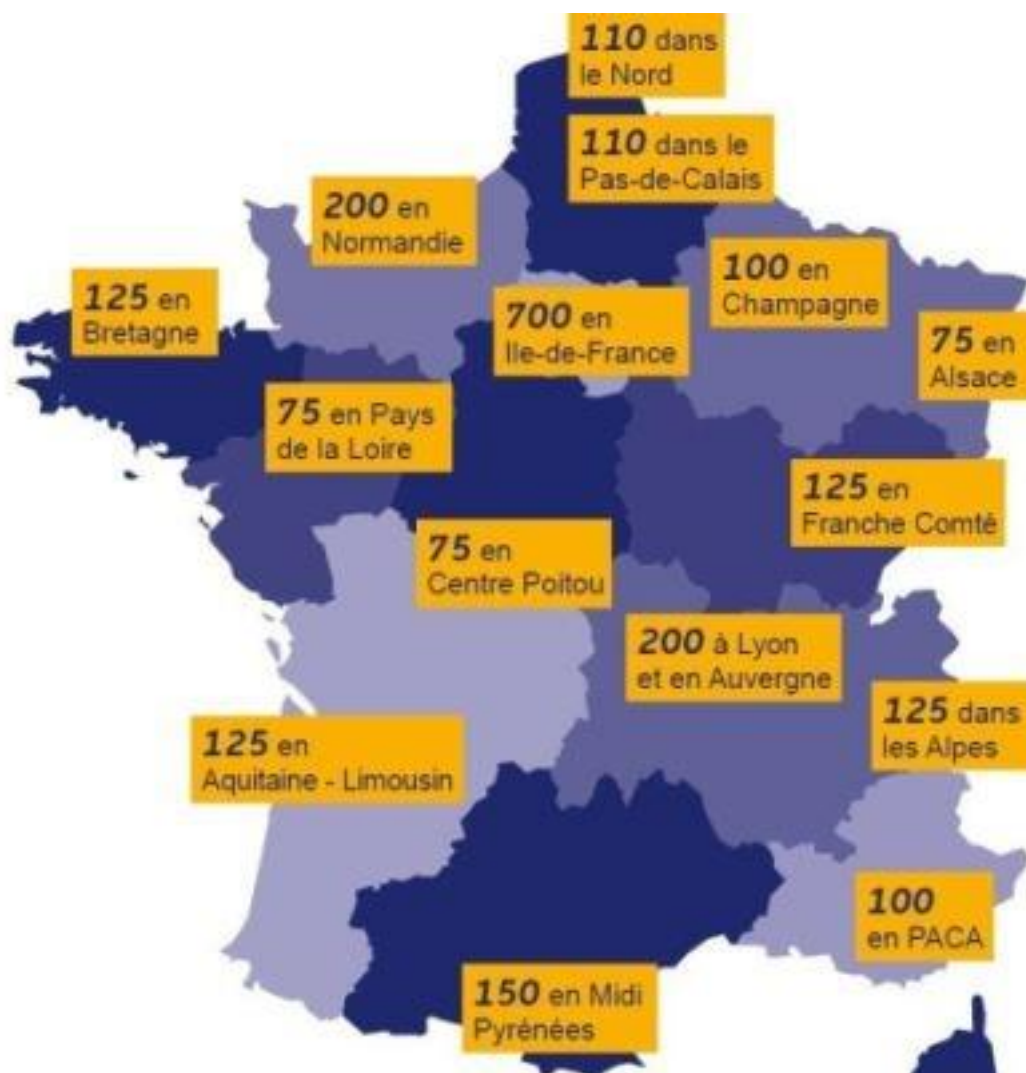 110 dans
le Nord
110 dans le
Pas-de-Calais
200 en
Normandie
100 en
Champagne
125 en
Bretagne
700 en
Ile-de-France
75 en
Alsace
75 en Pays
de la Loire
125 en
Franche Comté
75 en
Centre Poitou
200 à Lyon
et en Auvergne
125 dans
les Alpes
125 en
Aquitaine - Limousin
100
en PACA
150 en Midi
Pyrénées